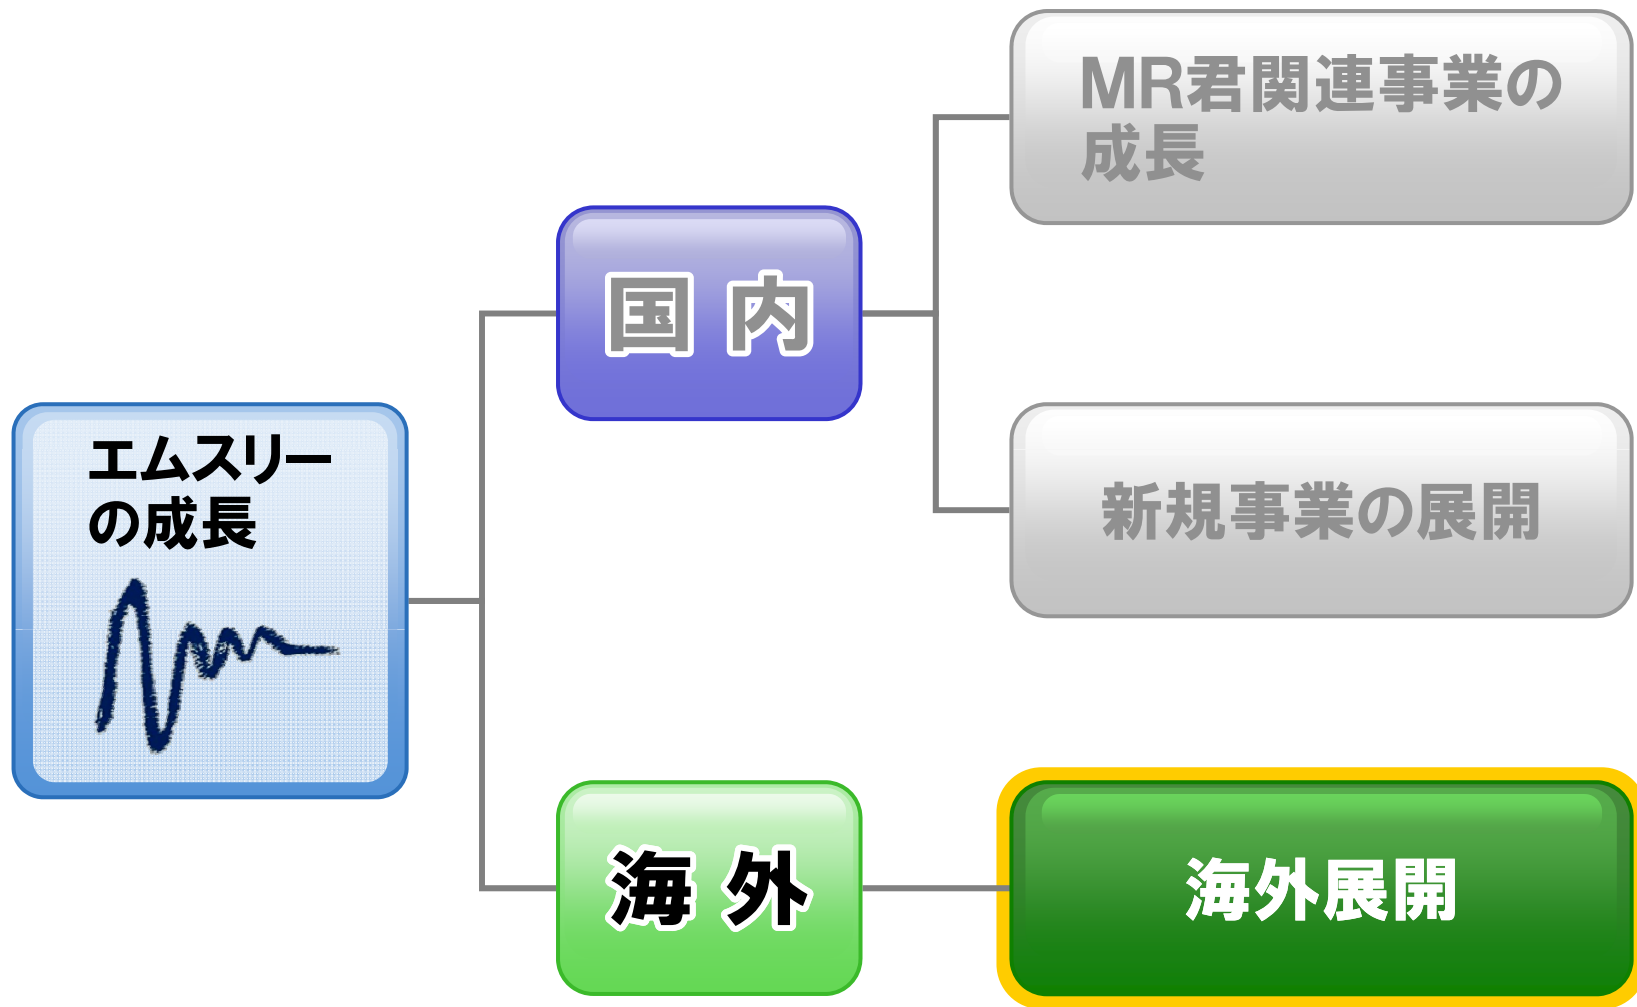 MR君関連事業の
成長
国内
新規事業の展開
エムスリー
の成長
海外
海外展開